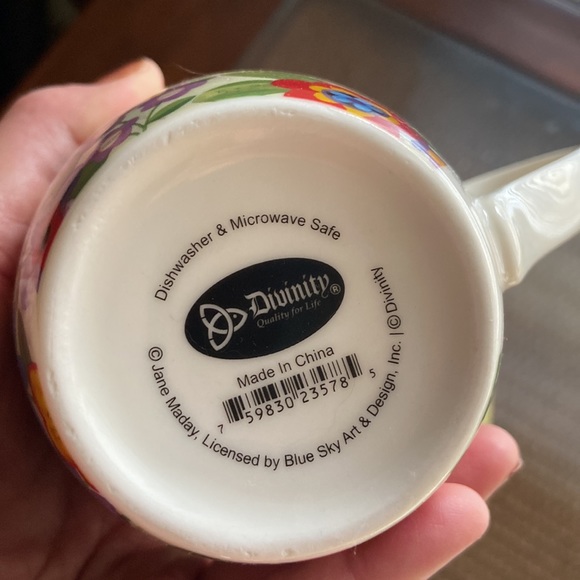 Dishwasher & Microwave Safe
Divinity®
Quality for Life
Made In China
7 59830 23578 5
©Jane Maday, Licensed by Blue Sky Art & Design, Inc. |© Divinity